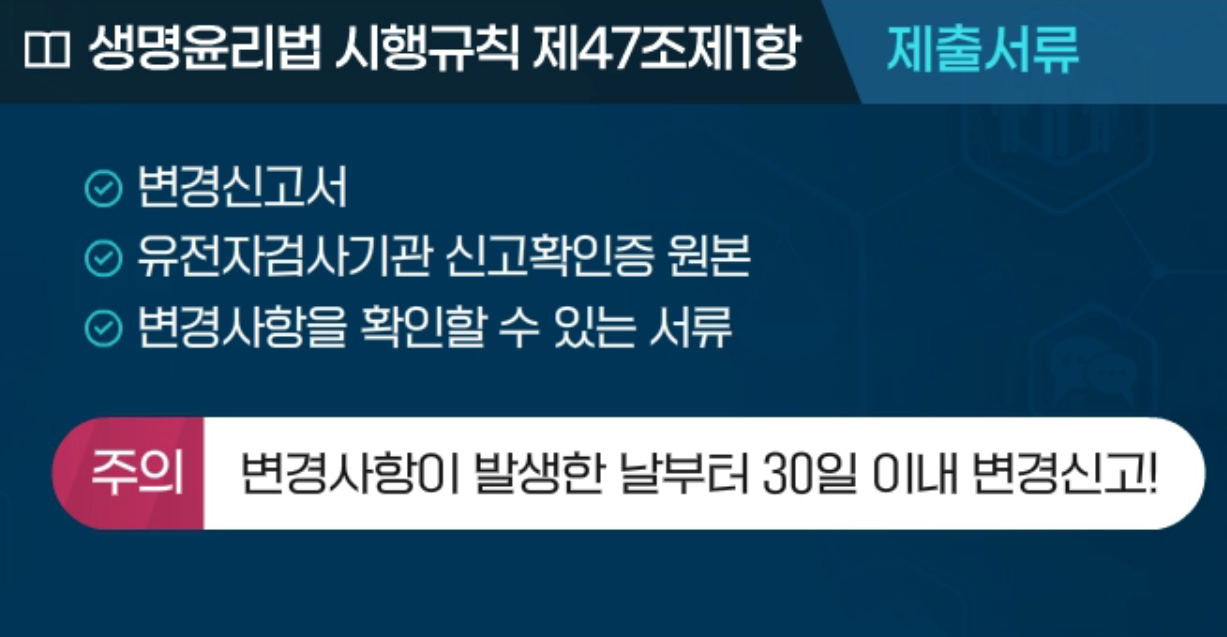 생명윤리법 시행규칙 제47조제1항 제출서류
변경신고서
유전자검사기관 신고확인증 원본
변경사항을 확인할 수 있는 서류
주의 변경사항이 발생한 날부터 30일 이내 변경신고!